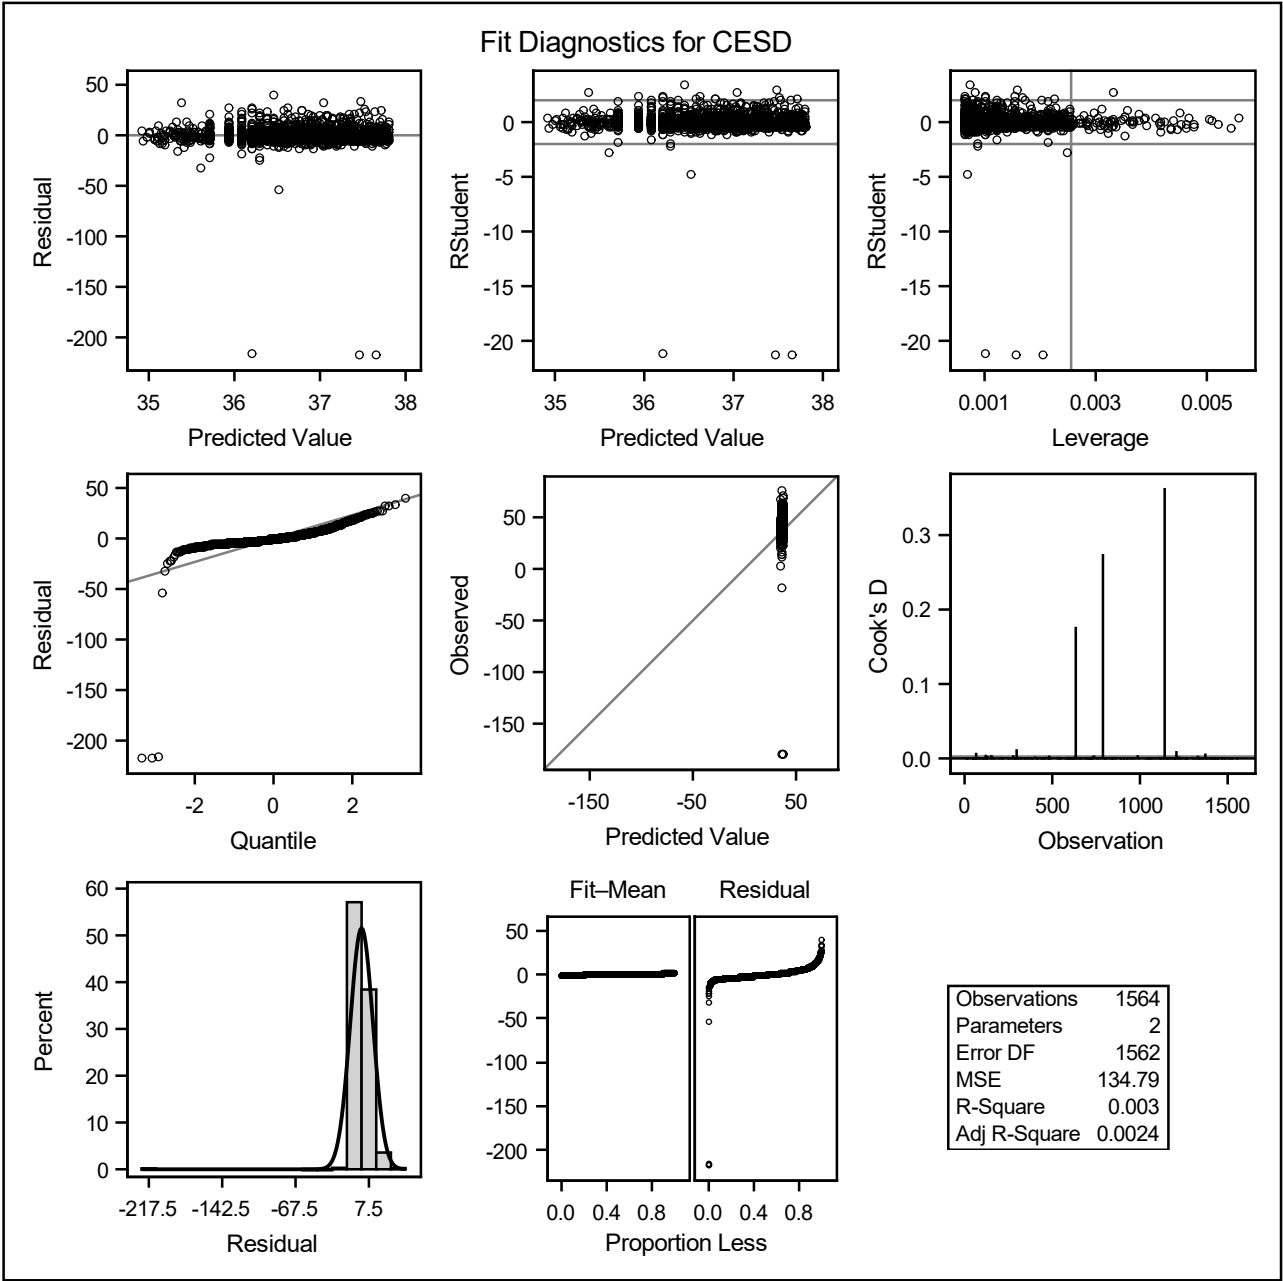 Fit Diagnostics for CESD
50
0
-50
-100
-150
-200
Residual
35 36 37 38
Predicted Value
0
-5
-10
-15
-20
RStudent
35 36 37 38
Predicted Value
0
-5
-10
-15
-20
RStudent
0.001 0.003 0.005
Leverage
50
0
-50
-100
-150
-200
Residual
-2 0 2
Quantile
50
0
-50
-100
-150
Observed
-150 -50 50
Predicted Value
0.3
0.2
0.1
0.0
Cook's D
0 500 1000 1500
Observation
60
50
40
30
20
10
0
Percent
-217.5 -142.5 -67.5 7.5
Residual
Fit–Mean Residual
50
0
-50
-100
-150
-200
0.0 0.4 0.8 0.0 0.4 0.8
Proportion Less
Observations 1564
Parameters 2
Error DF 1562
MSE 134.79
R-Square 0.003
Adj R-Square 0.0024